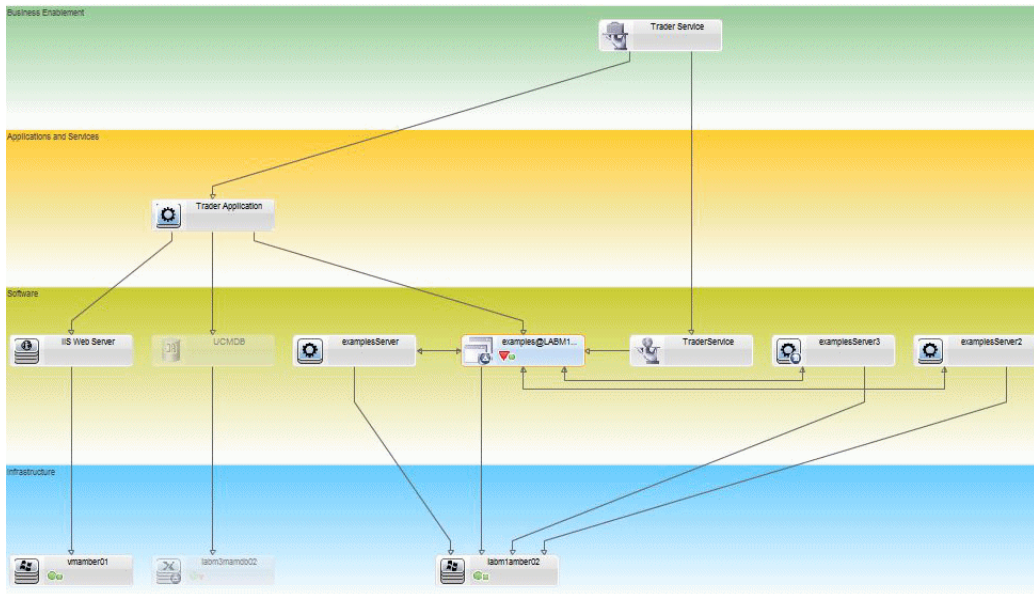 Business Enablement
Trader Service
Applications and Services
Trader Application
Software
IIS Web Server
UCMDB
examplesServer
examples@LABM1...
TraderService
examplesServer3
examplesServer2
Infrastructure
vmamber01
labm3mamdb02
labm1amber02